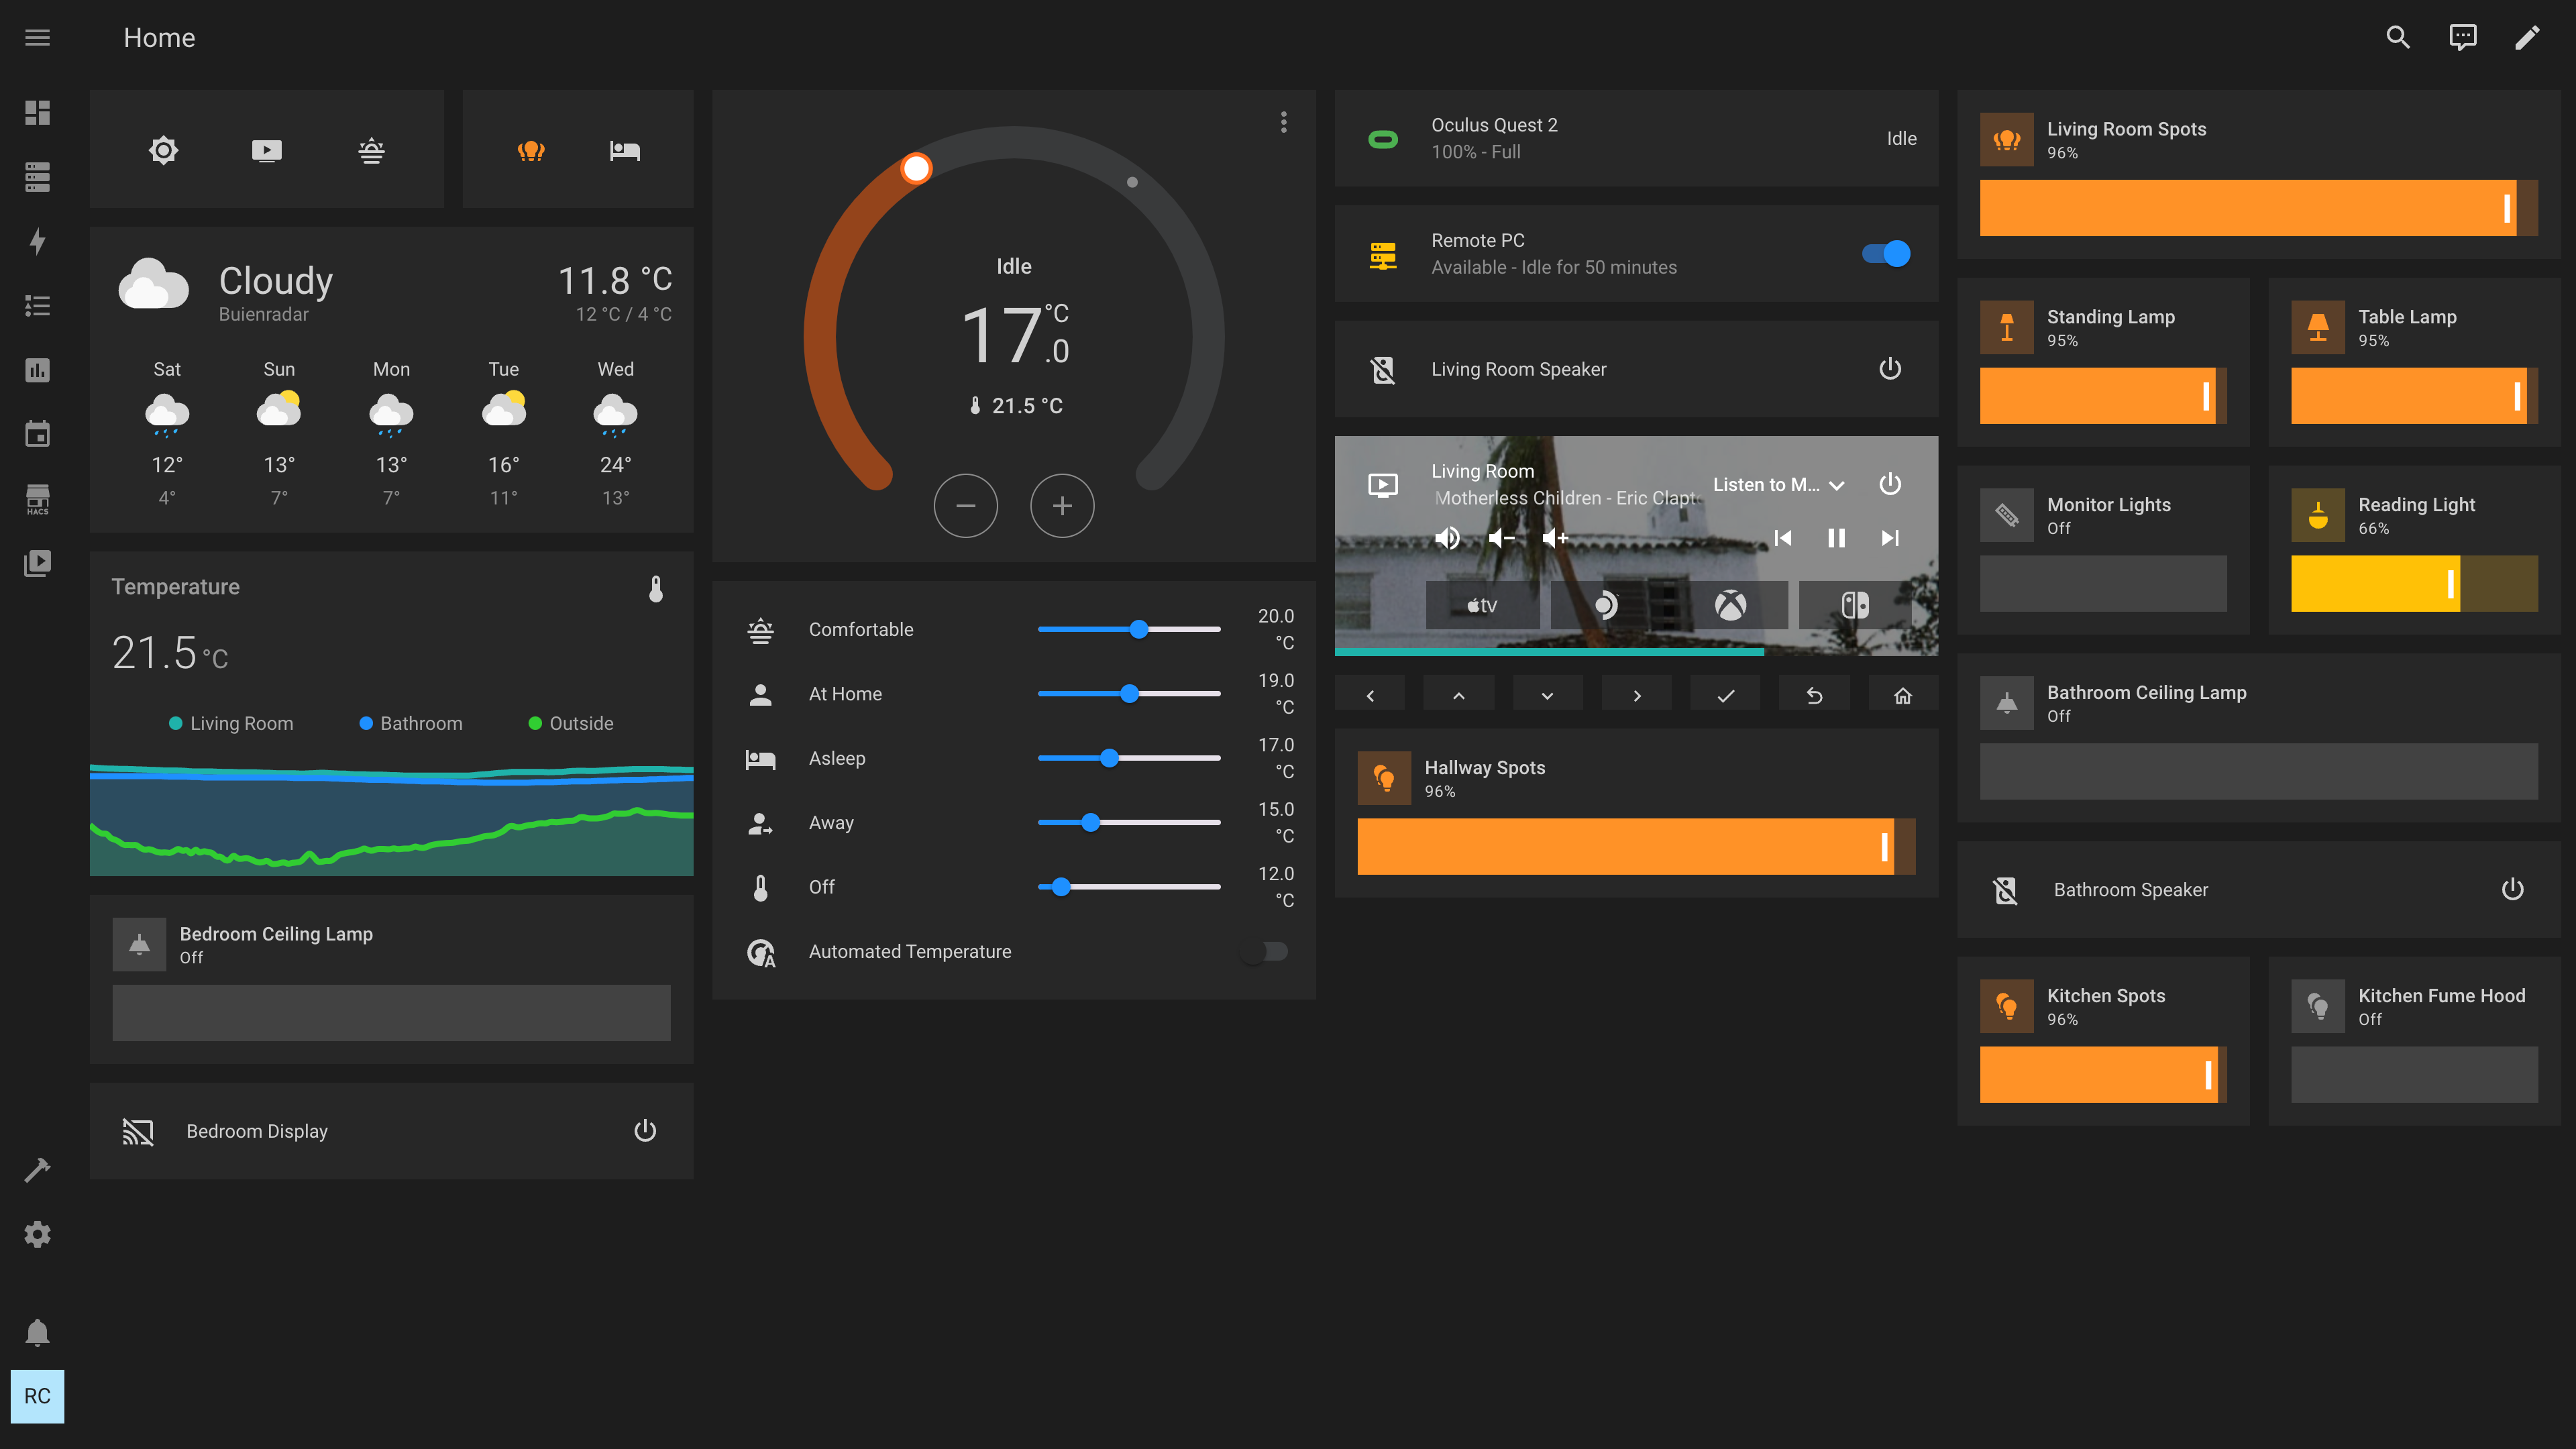 Home
Cloudy
Buienradar
11.8 °C
12 °C / 4 °C
Sat
Sun
Mon
Tue
Wed
12°
13°
13°
16°
24°
4°
7°
7°
11°
13°
Temperature
21.5 °C
Living Room
Bathroom
Outside
Bedroom Ceiling Lamp
Off
Bedroom Display
Idle
17.0 °C
21.5 °C
Comfortable
20.0
°C
At Home
19.0
°C
Asleep
17.0
°C
Away
15.0
°C
Off
12.0
°C
Automated Temperature
Oculus Quest 2
100% - Full
Idle
Remote PC
Available - Idle for 50 minutes
Living Room Speaker
Living Room
Motherless Children - Eric Clapt
Listen to M...
tv
Hallway Spots
96%
Living Room Spots
96%
Standing Lamp
95%
Table Lamp
95%
Monitor Lights
Off
Reading Light
66%
Bathroom Ceiling Lamp
Off
Bathroom Speaker
Kitchen Spots
96%
Kitchen Fume Hood
Off
HACS
RC